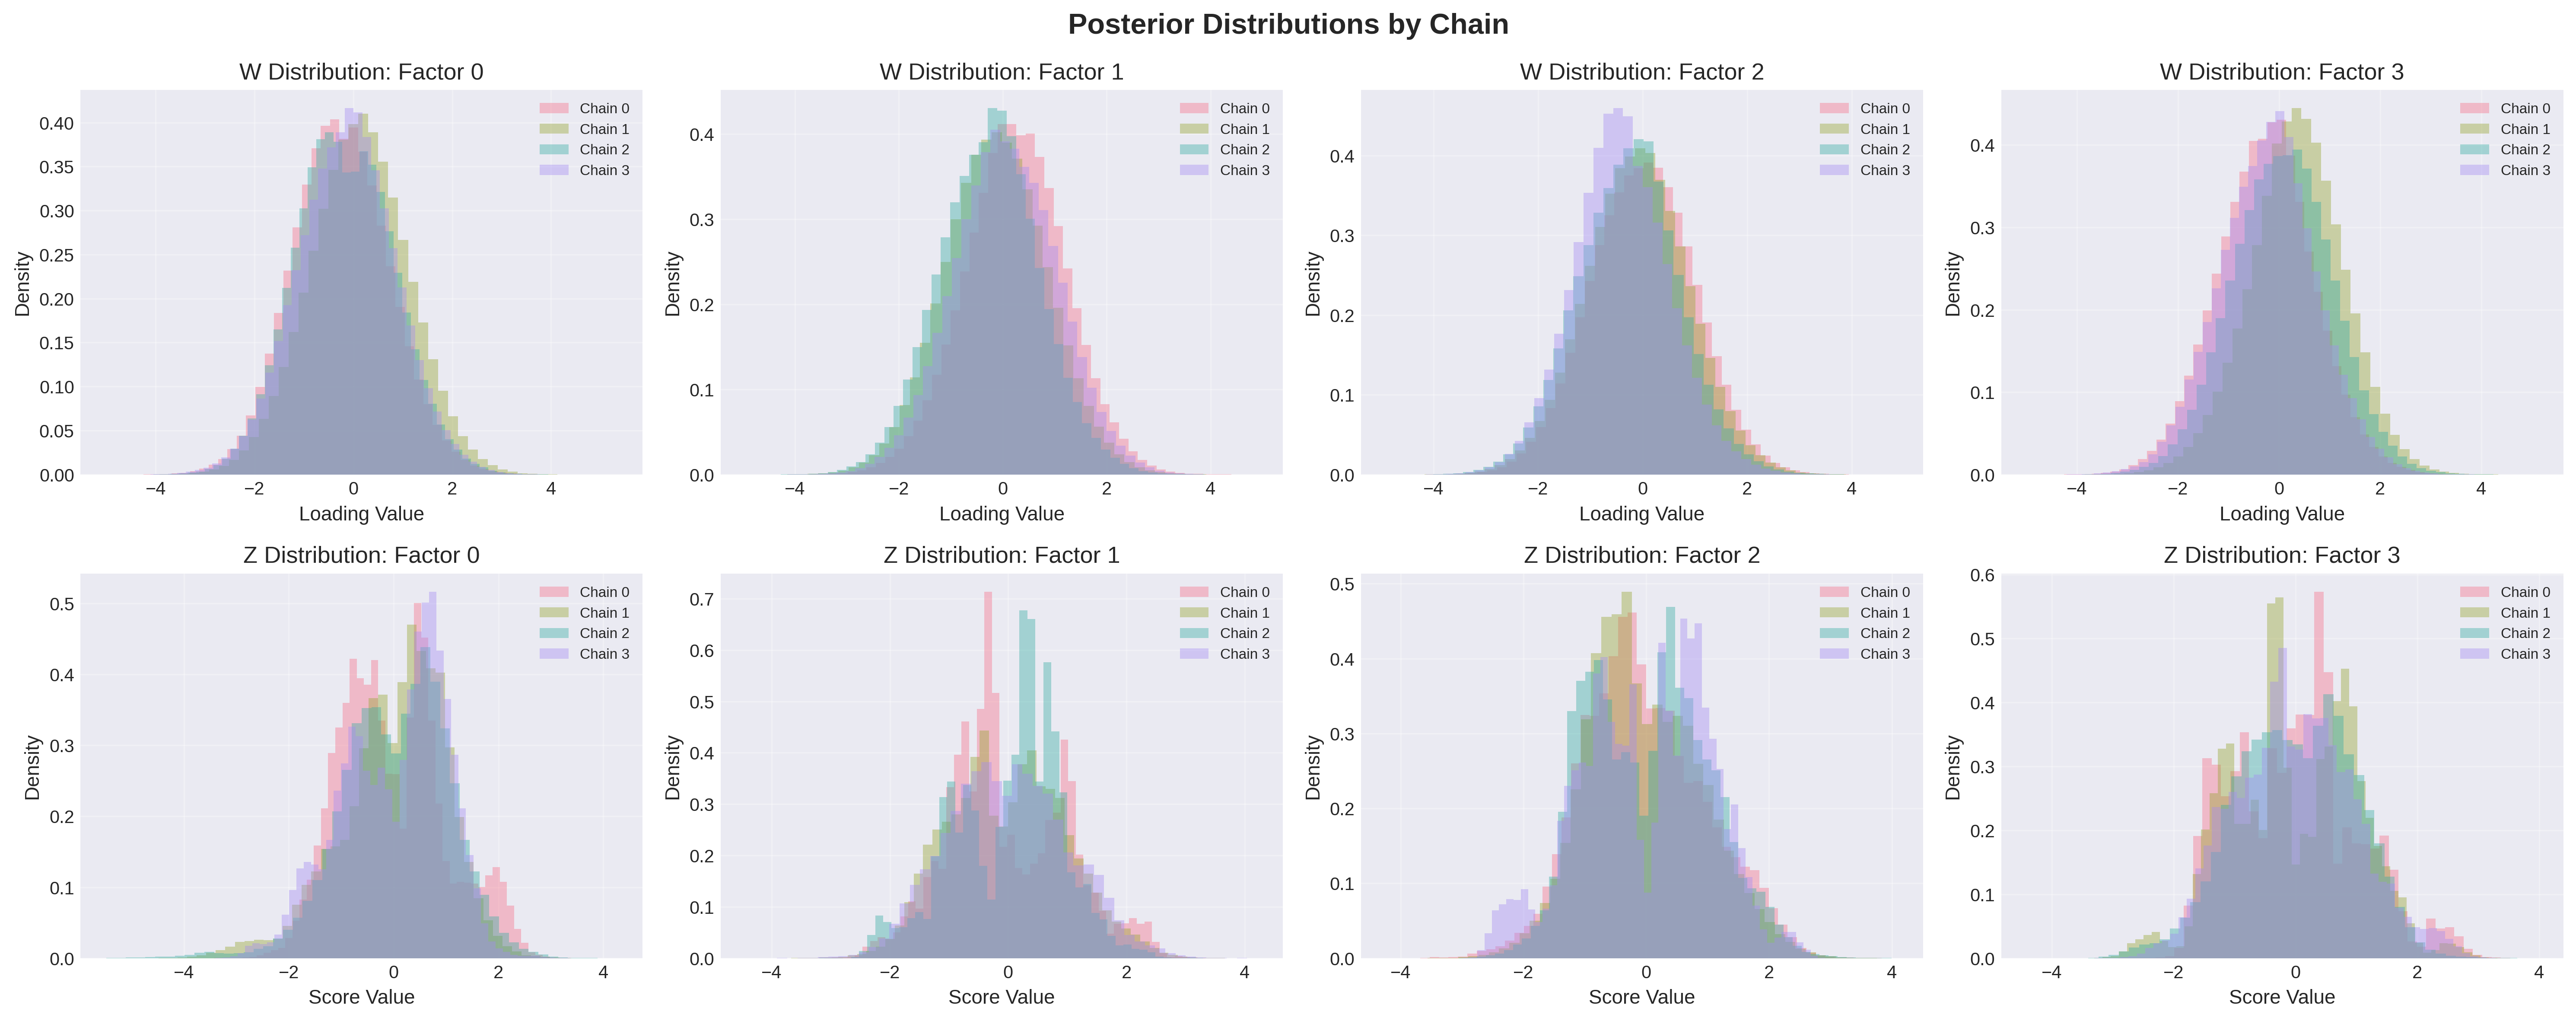 Posterior Distributions by Chain
W Distribution: Factor 0
0.40
0.35
0.30
0.25
0.20
0.15
0.10
0.05
0.00
Density
−4
−2
0
2
4
Loading Value
Chain 0
Chain 1
Chain 2
Chain 3
W Distribution: Factor 1
0.4
0.3
0.2
0.1
0.0
Density
−4
−2
0
2
4
Loading Value
Chain 0
Chain 1
Chain 2
Chain 3
W Distribution: Factor 2
0.4
0.3
0.2
0.1
0.0
Density
−4
−2
0
2
4
Loading Value
Chain 0
Chain 1
Chain 2
Chain 3
W Distribution: Factor 3
0.4
0.3
0.2
0.1
0.0
Density
−4
−2
0
2
4
Loading Value
Chain 0
Chain 1
Chain 2
Chain 3
Z Distribution: Factor 0
0.5
0.4
0.3
0.2
0.1
0.0
Density
−4
−2
0
2
4
Score Value
Chain 0
Chain 1
Chain 2
Chain 3
Z Distribution: Factor 1
0.7
0.6
0.5
0.4
0.3
0.2
0.1
0.0
Density
−4
−2
0
2
4
Score Value
Chain 0
Chain 1
Chain 2
Chain 3
Z Distribution: Factor 2
0.5
0.4
0.3
0.2
0.1
0.0
Density
−4
−2
0
2
4
Score Value
Chain 0
Chain 1
Chain 2
Chain 3
Z Distribution: Factor 3
0.6
0.5
0.4
0.3
0.2
0.1
0.0
Density
−4
−2
0
2
4
Score Value
Chain 0
Chain 1
Chain 2
Chain 3